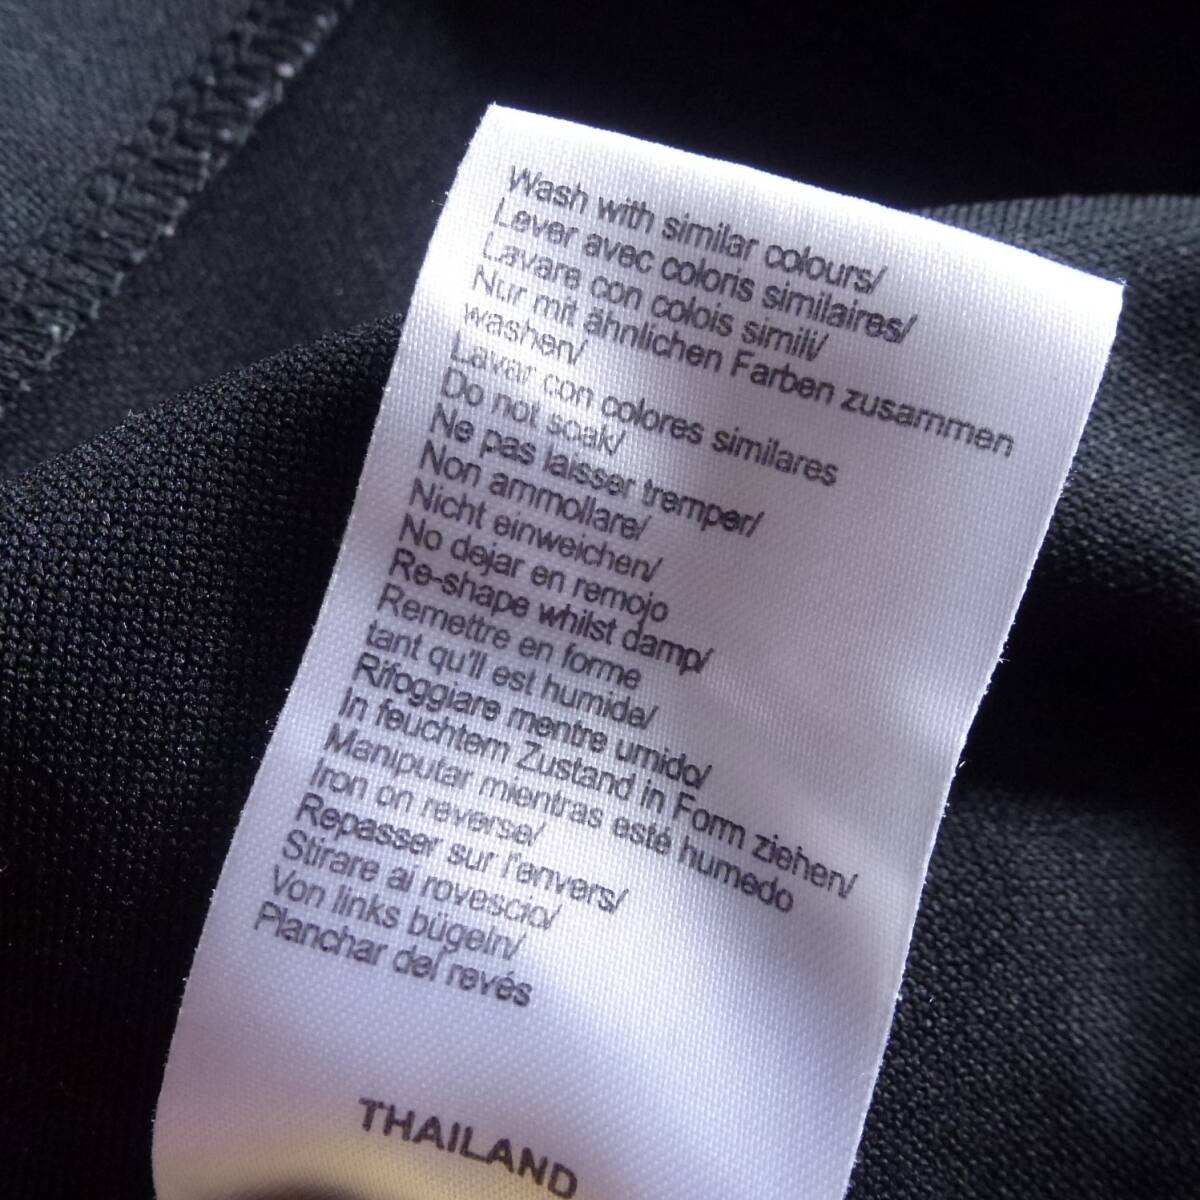 Wash with similar colours/
Lever avec coloris similaires/
Lavare con colois simili/
Nur mit ähnlichen Farben zusammen
washen/
Lavar con colores similares
Do not soak/
Ne pas laisser tremper/
Non ammollare/
Nicht einweichen/
No dejar en remojo
Re-shape whilst damp/
Remettre en forme
tant qu'll est humide/
Rifoggiare mentre umido/
In feuchtem Zustand in Form ziehen/
Maniputar mientras esté humedo
Iron on reverse/
Repasser sur l'envers/
Stirare al rovescio/
Von links bügeln/
Planchar del revés
THAILAND